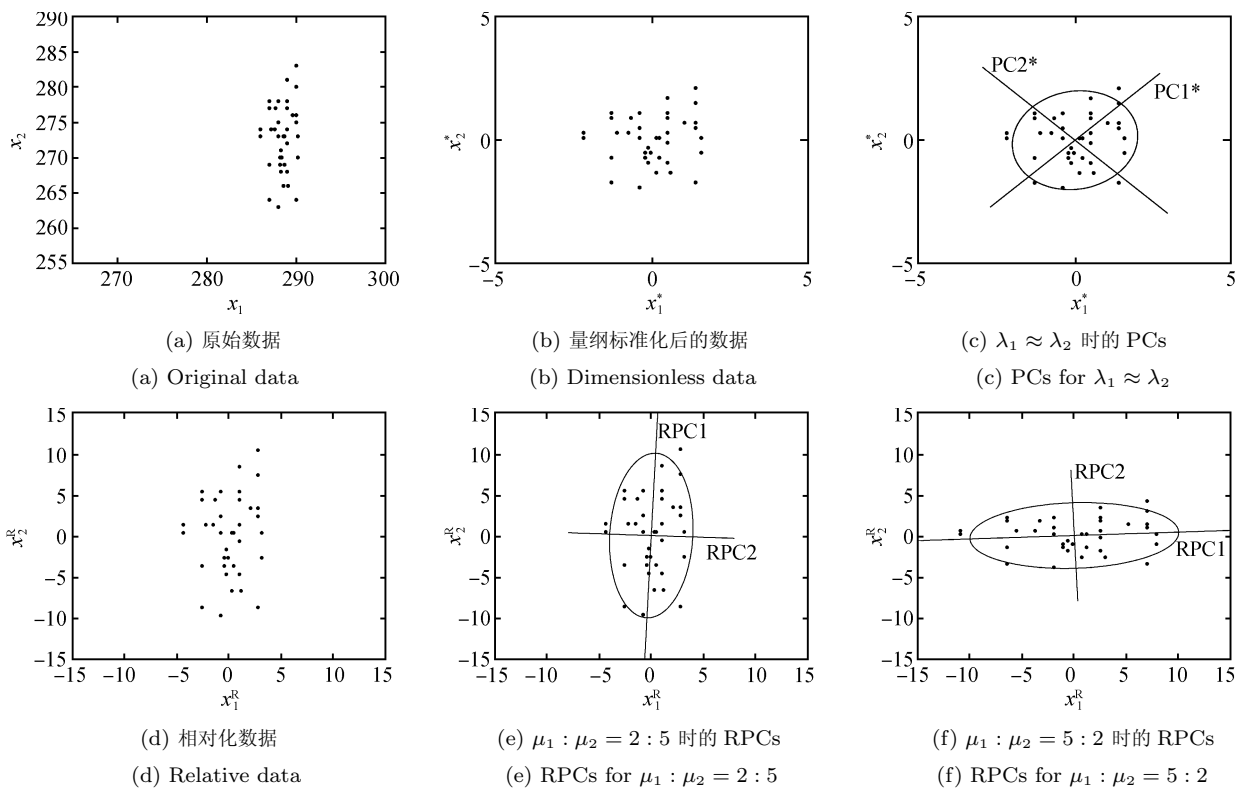 290
285
280
275
270
265
260
255
x₂
270 280 290 300
x₁
(a) 原始数据
(a) Original data
5
0
−5
x₂*
−5 0 5
x₁*
(b) 量纲标准化后的数据
(b) Dimensionless data
5
0
−5
x₂*
PC2*
PC1*
−5 0 5
x₁*
(c) λ₁ ≈ λ₂ 时的 PCs
(c) PCs for λ₁ ≈ λ₂
15
10
5
0
−5
−10
−15
x₂ᴿ
−15 −10 −5 0 5 10 15
x₁ᴿ
(d) 相对化数据
(d) Relative data
15
10
5
0
−5
−10
−15
x₂ᴿ
RPC1
RPC2
−15 −10 −5 0 5 10 15
x₁ᴿ
(e) μ₁ : μ₂ = 2 : 5 时的 RPCs
(e) RPCs for μ₁ : μ₂ = 2 : 5
15
10
5
0
−5
−10
−15
x₂ᴿ
RPC2
RPC1
−15 −10 −5 0 5 10 15
x₁ᴿ
(f) μ₁ : μ₂ = 5 : 2 时的 RPCs
(f) RPCs for μ₁ : μ₂ = 5 : 2